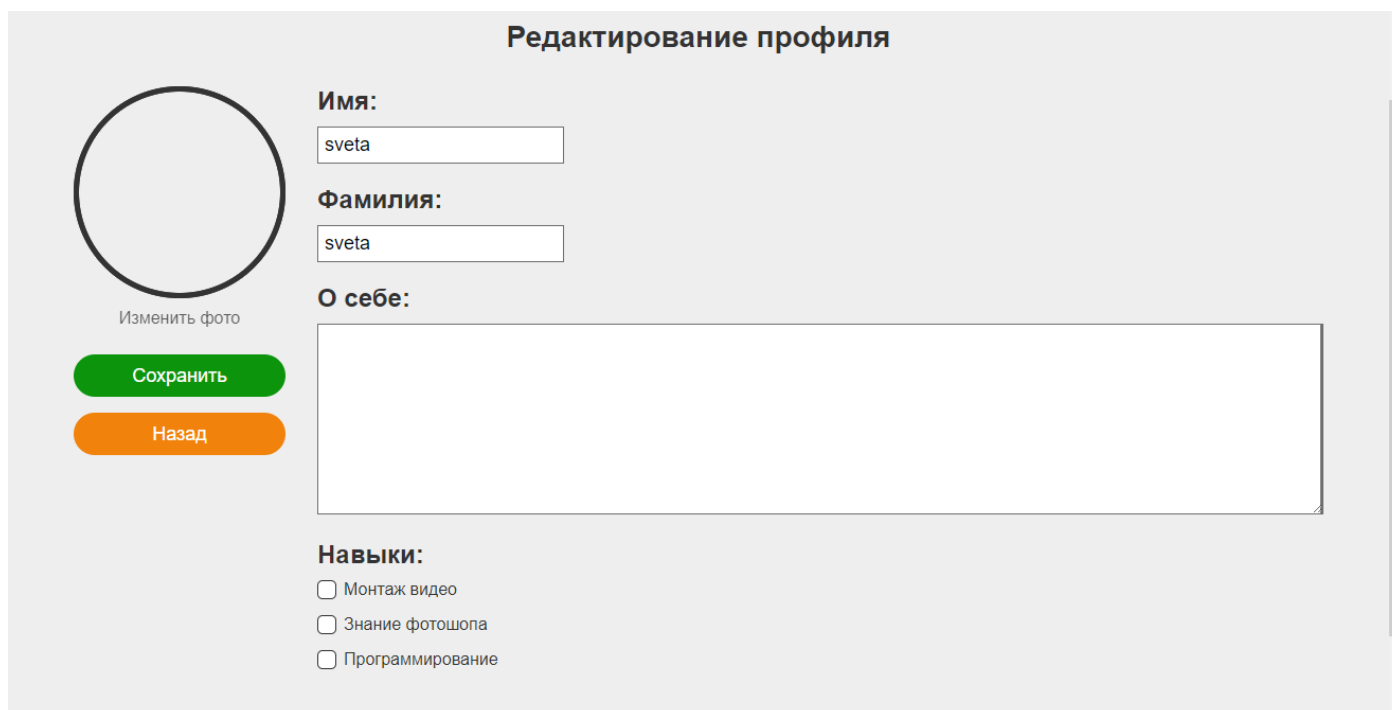 Редактирование профиля
Имя:
sveta
Фамилия:
sveta
О себе:
Изменить фото
Сохранить
Назад
Навыки:
Монтаж видео
Знание фотошопа
Программирование